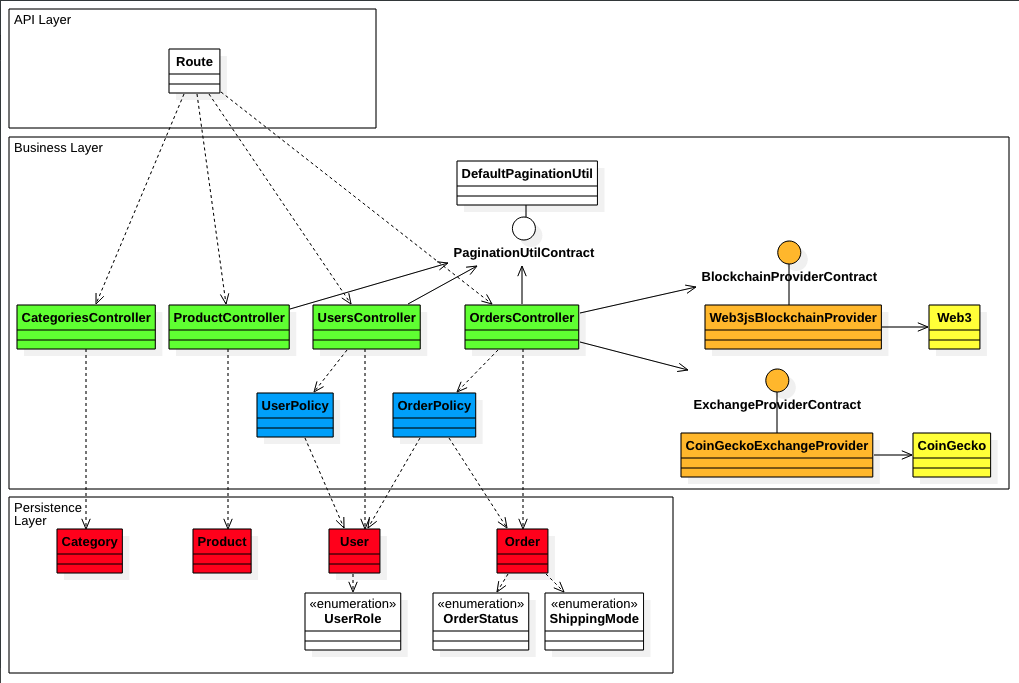 API Layer
Route
Business Layer
DefaultPaginationUtil
PaginationUtilContract
BlockchainProviderContract
CategoriesController
ProductController
UsersController
OrdersController
Web3jsBlockchainProvider
Web3
UserPolicy
OrderPolicy
ExchangeProviderContract
CoinGeckoExchangeProvider
CoinGecko
Persistence
Layer
Category
Product
User
Order
«enumeration»
UserRole
«enumeration»
OrderStatus
«enumeration»
ShippingMode